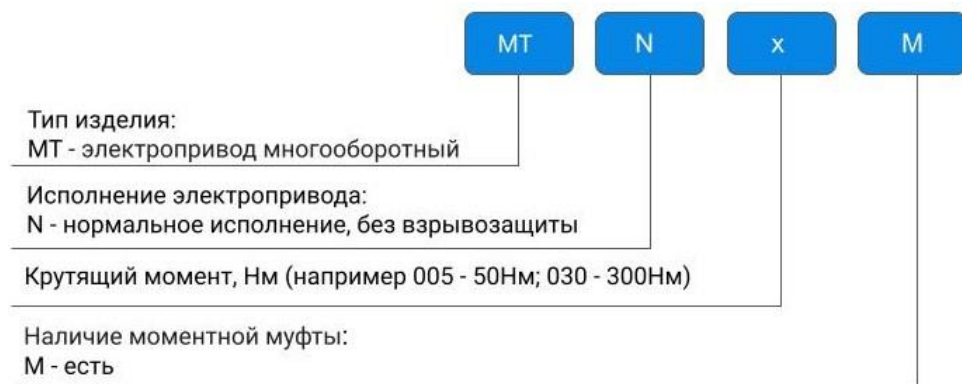 MT N x M
Тип изделия:
МТ - электропривод многооборотный
Исполнение электропривода:
N - нормальное исполнение, без взрывозащиты
Крутящий момент, Нм (например 005 - 50Нм; 030 - 300Нм)
Наличие моментной муфты:
М - есть